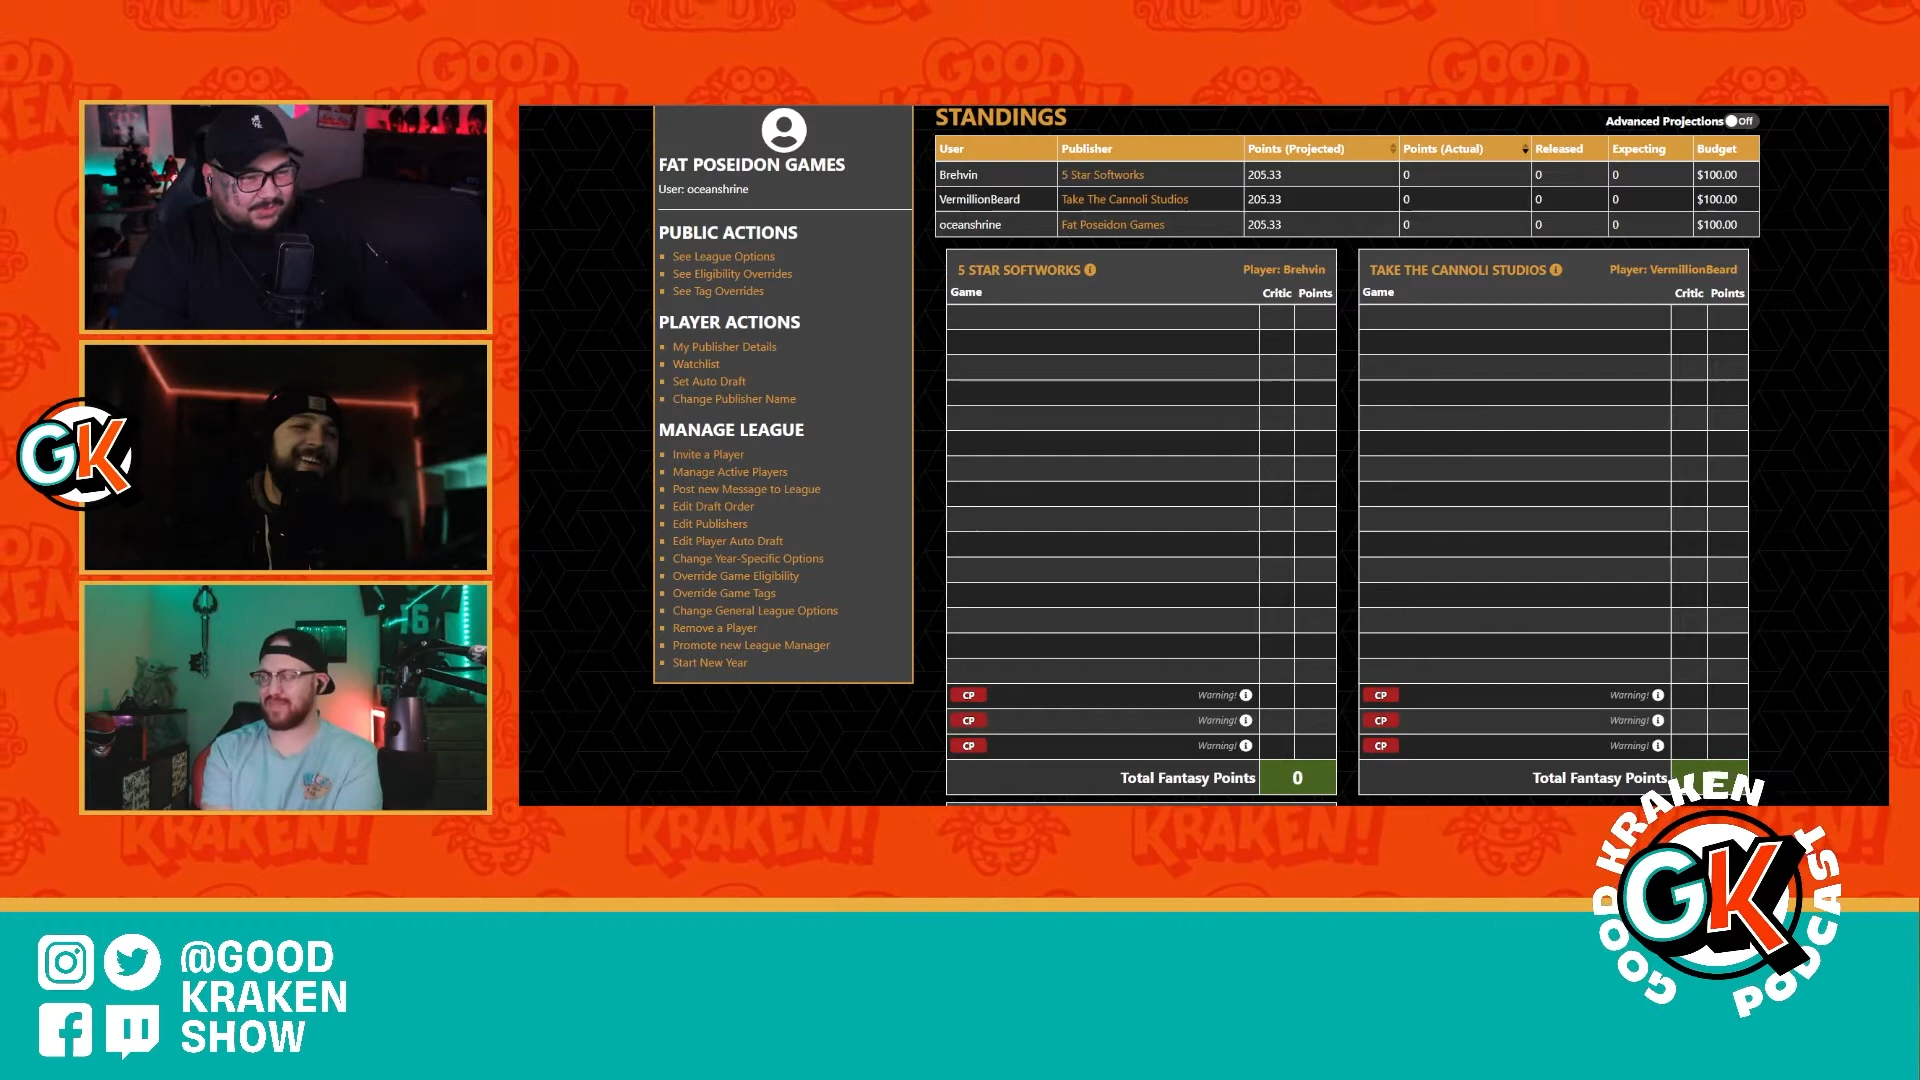 GK
STANDINGS
Advanced Projections Off
User Publisher Points (Projected) Points (Actual) Released Expecting Budget
Brehvin 5 Star Softworks 205.33 0 0 0 $100.00
VermillionBeard Take The Cannoli Studios 205.33 0 0 0 $100.00
oceanshrine Fat Poseidon Games 205.33 0 0 0 $100.00
FAT POSEIDON GAMES
User: oceanshrine
PUBLIC ACTIONS
See League Options
See Eligibility Overrides
See Tag Overrides
PLAYER ACTIONS
My Publisher Details
Watchlist
Set Auto Draft
Change Publisher Name
MANAGE LEAGUE
Invite a Player
Manage Active Players
Post new Message to League
Edit Draft Order
Edit Publishers
Edit Player Auto Draft
Change Year-Specific Options
Override Game Eligibility
Override Game Tags
Change General League Options
Remove a Player
Promote new League Manager
Start New Year
5 STAR SOFTWORKS Player: Brehvin
Game Critic Points
CP Warning!
CP Warning!
CP Warning!
Total Fantasy Points 0
TAKE THE CANNOLI STUDIOS Player: VermillionBeard
Game Critic Points
CP Warning!
CP Warning!
CP Warning!
Total Fantasy Points
16
GOOD KRAKEN!
@GOOD
KRAKEN
SHOW
GOOD KRAKEN PODCAST
GK